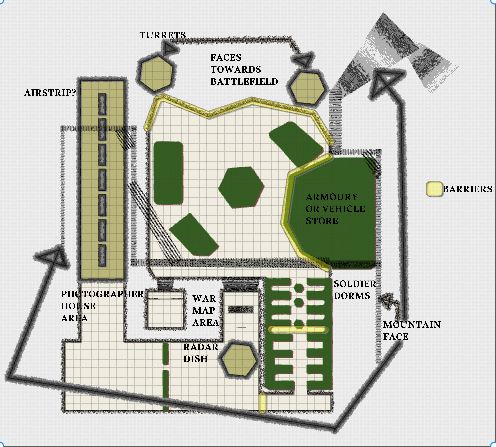 TURRETS
FACES
TOWARDS
BATTLEFIELD
AIRSTRIP?
BARRIERS
ARMOURY
OR VEHICLE
STORE
SOLDIER
DORMS
PHOTOGRAPHER
HOUSE
AREA
WAR
MAP
AREA
MOUNTAIN
FACE
RADAR
DISH